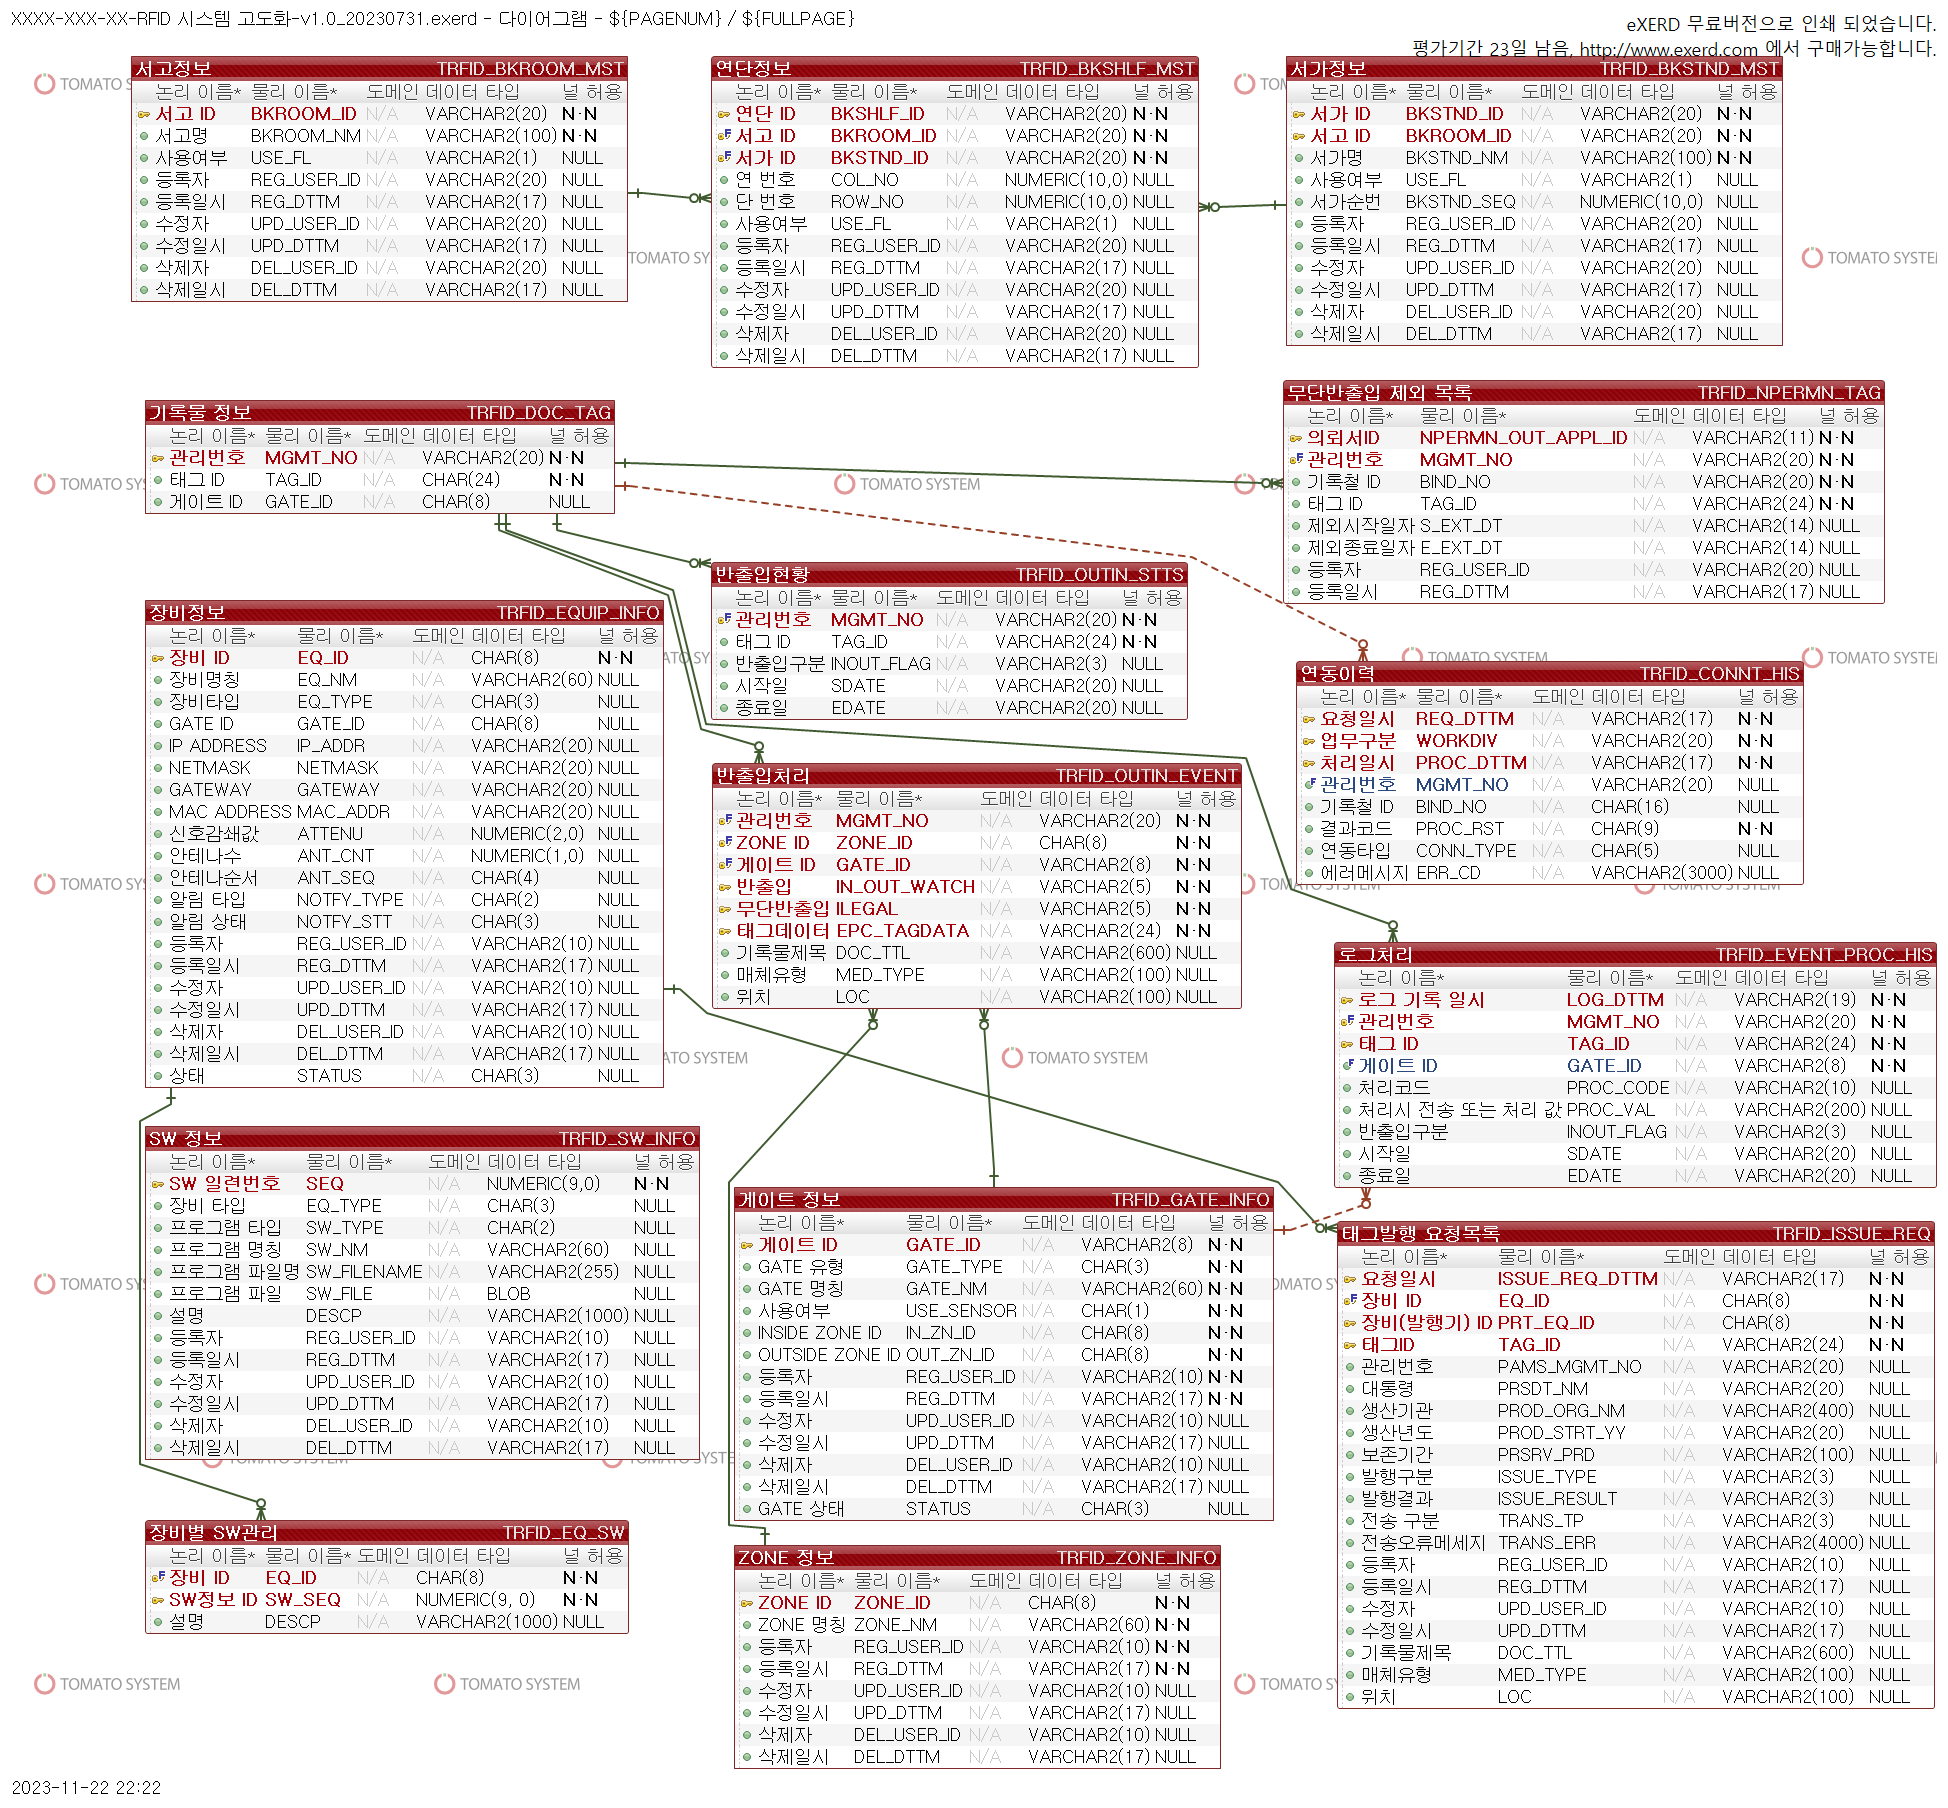 XXXX-XXX-XX-RFID 시스템 고도화-v1.0_20230731.exerd - 다이어그램 - ${PAGENUM} / ${FULLPAGE}
eXERD 무료버전으로 인쇄 되었습니다.
평가기간 23일 남음, http://www.exerd.com 에서 구매가능합니다.
서고정보 TRFID_BKROOM_MST
논리 이름* 물리 이름* 도메인 데이터 타입 널 허용
서고 ID BKROOM_ID N/A VARCHAR2(20) N·N
서고명 BKROOM_NM N/A VARCHAR2(100) N·N
사용여부 USE_FL N/A VARCHAR2(1) NULL
등록자 REG_USER_ID N/A VARCHAR2(20) NULL
등록일시 REG_DTTM N/A VARCHAR2(17) NULL
수정자 UPD_USER_ID N/A VARCHAR2(20) NULL
수정일시 UPD_DTTM N/A VARCHAR2(17) NULL
삭제자 DEL_USER_ID N/A VARCHAR2(20) NULL
삭제일시 DEL_DTTM N/A VARCHAR2(17) NULL
연단정보 TRFID_BKSHLF_MST
논리 이름* 물리 이름* 도메인 데이터 타입 널 허용
연단 ID BKSHLF_ID N/A VARCHAR2(20) N·N
서고 ID BKROOM_ID N/A VARCHAR2(20) N·N
서가 ID BKSTND_ID N/A VARCHAR2(20) N·N
연 번호 COL_NO N/A NUMERIC(10,0) NULL
단 번호 ROW_NO N/A NUMERIC(10,0) NULL
사용여부 USE_FL N/A VARCHAR2(1) NULL
등록자 REG_USER_ID N/A VARCHAR2(20) NULL
등록일시 REG_DTTM N/A VARCHAR2(17) NULL
수정자 UPD_USER_ID N/A VARCHAR2(20) NULL
수정일시 UPD_DTTM N/A VARCHAR2(17) NULL
삭제자 DEL_USER_ID N/A VARCHAR2(20) NULL
삭제일시 DEL_DTTM N/A VARCHAR2(17) NULL
서가정보 TRFID_BKSTND_MST
논리 이름* 물리 이름* 도메인 데이터 타입 널 허용
서가 ID BKSTND_ID N/A VARCHAR2(20) N·N
서고 ID BKROOM_ID N/A VARCHAR2(20) N·N
서가명 BKSTND_NM N/A VARCHAR2(100) N·N
사용여부 USE_FL N/A VARCHAR2(1) NULL
서가순번 BKSTND_SEQ N/A NUMERIC(10,0) NULL
등록자 REG_USER_ID N/A VARCHAR2(20) NULL
등록일시 REG_DTTM N/A VARCHAR2(17) NULL
수정자 UPD_USER_ID N/A VARCHAR2(20) NULL
수정일시 UPD_DTTM N/A VARCHAR2(17) NULL
삭제자 DEL_USER_ID N/A VARCHAR2(20) NULL
삭제일시 DEL_DTTM N/A VARCHAR2(17) NULL
기록물 정보 TRFID_DOC_TAG
논리 이름* 물리 이름* 도메인 데이터 타입 널 허용
관리번호 MGMT_NO N/A VARCHAR2(20) N·N
태그 ID TAG_ID N/A CHAR(24) N·N
게이트 ID GATE_ID N/A CHAR(8) NULL
무단반출입 제외 목록 TRFID_NPERMN_TAG
논리 이름* 물리 이름* 도메인 데이터 타입 널 허용
의뢰서ID NPERMN_OUT_APPL_ID N/A VARCHAR2(11) N·N
관리번호 MGMT_NO N/A VARCHAR2(20) N·N
기록철 ID BIND_NO N/A VARCHAR2(20) N·N
태그 ID TAG_ID N/A VARCHAR2(24) N·N
제외시작일자 S_EXT_DT N/A VARCHAR2(14) NULL
제외종료일자 E_EXT_DT N/A VARCHAR2(14) NULL
등록자 REG_USER_ID N/A VARCHAR2(20) NULL
등록일시 REG_DTTM N/A VARCHAR2(17) NULL
반출입현황 TRFID_OUTIN_STTS
논리 이름* 물리 이름* 도메인 데이터 타입 널 허용
관리번호 MGMT_NO N/A VARCHAR2(20) N·N
태그 ID TAG_ID N/A VARCHAR2(24) N·N
반출입구분 INOUT_FLAG N/A VARCHAR2(3) NULL
시작일 SDATE N/A VARCHAR2(20) NULL
종료일 EDATE N/A VARCHAR2(20) NULL
장비정보 TRFID_EQUIP_INFO
논리 이름* 물리 이름* 도메인 데이터 타입 널 허용
장비 ID EQ_ID N/A CHAR(8) N·N
장비명칭 EQ_NM N/A VARCHAR2(60) NULL
장비타입 EQ_TYPE N/A CHAR(3) NULL
GATE ID GATE_ID N/A CHAR(8) NULL
IP ADDRESS IP_ADDR N/A VARCHAR2(20) NULL
NETMASK NETMASK N/A VARCHAR2(20) NULL
GATEWAY GATEWAY N/A VARCHAR2(20) NULL
MAC ADDRESS MAC_ADDR N/A VARCHAR2(20) NULL
신호감쇄값 ATTENU N/A NUMERIC(2,0) NULL
안테나수 ANT_CNT N/A NUMERIC(1,0) NULL
안테나순서 ANT_SEQ N/A CHAR(4) NULL
알림 타입 NOTFY_TYPE N/A CHAR(2) NULL
알림 상태 NOTFY_STT N/A CHAR(3) NULL
등록자 REG_USER_ID N/A VARCHAR2(10) NULL
등록일시 REG_DTTM N/A VARCHAR2(17) NULL
수정자 UPD_USER_ID N/A VARCHAR2(10) NULL
수정일시 UPD_DTTM N/A VARCHAR2(17) NULL
삭제자 DEL_USER_ID N/A VARCHAR2(10) NULL
삭제일시 DEL_DTTM N/A VARCHAR2(17) NULL
상태 STATUS N/A CHAR(3) NULL
연동이력 TRFID_CONNT_HIS
논리 이름* 물리 이름* 도메인 데이터 타입 널 허용
요청일시 REQ_DTTM N/A VARCHAR2(17) N·N
업무구분 WORKDIV N/A VARCHAR2(20) N·N
처리일시 PROC_DTTM N/A VARCHAR2(17) N·N
관리번호 MGMT_NO N/A VARCHAR2(20) NULL
기록철 ID BIND_NO N/A CHAR(16) NULL
결과코드 PROC_RST N/A CHAR(9) N·N
연동타입 CONN_TYPE N/A CHAR(5) NULL
에러메시지 ERR_CD N/A VARCHAR2(3000) NULL
반출입처리 TRFID_OUTIN_EVENT
논리 이름* 물리 이름* 도메인 데이터 타입 널 허용
관리번호 MGMT_NO N/A VARCHAR2(20) N·N
ZONE ID ZONE_ID N/A CHAR(8) N·N
게이트 ID GATE_ID N/A VARCHAR2(8) N·N
반출입 IN_OUT_WATCH N/A VARCHAR2(5) N·N
무단반출입 ILEGAL N/A VARCHAR2(5) N·N
태그데이터 EPC_TAGDATA N/A VARCHAR2(24) N·N
기록물제목 DOC_TTL N/A VARCHAR2(600) NULL
매체유형 MED_TYPE N/A VARCHAR2(100) NULL
위치 LOC N/A VARCHAR2(100) NULL
로그처리 TRFID_EVENT_PROC_HIS
논리 이름* 물리 이름* 도메인 데이터 타입 널 허용
로그 기록 일시 LOG_DTTM N/A VARCHAR2(19) N·N
관리번호 MGMT_NO N/A VARCHAR2(20) N·N
태그 ID TAG_ID N/A VARCHAR2(24) N·N
게이트 ID GATE_ID N/A VARCHAR2(8) N·N
처리코드 PROC_CODE N/A VARCHAR2(10) NULL
처리시 전송 또는 처리 값 PROC_VAL N/A VARCHAR2(200) NULL
반출입구분 INOUT_FLAG N/A VARCHAR2(3) NULL
시작일 SDATE N/A VARCHAR2(20) NULL
종료일 EDATE N/A VARCHAR2(20) NULL
SW 정보 TRFID_SW_INFO
논리 이름* 물리 이름* 도메인 데이터 타입 널 허용
SW 일련번호 SEQ N/A NUMERIC(9,0) N·N
장비 타입 EQ_TYPE N/A CHAR(3) NULL
프로그램 타입 SW_TYPE N/A CHAR(2) NULL
프로그램 명칭 SW_NM N/A VARCHAR2(60) NULL
프로그램 파일명 SW_FILENAME N/A VARCHAR2(255) NULL
프로그램 파일 SW_FILE N/A BLOB NULL
설명 DESCP N/A VARCHAR2(1000) NULL
등록자 REG_USER_ID N/A VARCHAR2(10) NULL
등록일시 REG_DTTM N/A VARCHAR2(17) NULL
수정자 UPD_USER_ID N/A VARCHAR2(10) NULL
수정일시 UPD_DTTM N/A VARCHAR2(17) NULL
삭제자 DEL_USER_ID N/A VARCHAR2(10) NULL
삭제일시 DEL_DTTM N/A VARCHAR2(17) NULL
게이트 정보 TRFID_GATE_INFO
논리 이름* 물리 이름* 도메인 데이터 타입 널 허용
게이트 ID GATE_ID N/A VARCHAR2(8) N·N
GATE 유형 GATE_TYPE N/A CHAR(3) N·N
GATE 명칭 GATE_NM N/A VARCHAR2(60) N·N
사용여부 USE_SENSOR N/A CHAR(1) N·N
INSIDE ZONE ID IN_ZN_ID N/A CHAR(8) N·N
OUTSIDE ZONE ID OUT_ZN_ID N/A CHAR(8) N·N
등록자 REG_USER_ID N/A VARCHAR2(10) N·N
등록일시 REG_DTTM N/A VARCHAR2(17) N·N
수정자 UPD_USER_ID N/A VARCHAR2(10) NULL
수정일시 UPD_DTTM N/A VARCHAR2(17) NULL
삭제자 DEL_USER_ID N/A VARCHAR2(10) NULL
삭제일시 DEL_DTTM N/A VARCHAR2(17) NULL
GATE 상태 STATUS N/A CHAR(3) NULL
태그발행 요청목록 TRFID_ISSUE_REQ
논리 이름* 물리 이름* 도메인 데이터 타입 널 허용
요청일시 ISSUE_REQ_DTTM N/A VARCHAR2(17) N·N
장비 ID EQ_ID N/A CHAR(8) N·N
장비(발행기) ID PRT_EQ_ID N/A CHAR(8) N·N
태그ID TAG_ID N/A VARCHAR2(24) N·N
관리번호 PAMS_MGMT_NO N/A VARCHAR2(20) NULL
대통령 PRSDT_NM N/A VARCHAR2(20) NULL
생산기관 PROD_ORG_NM N/A VARCHAR2(400) NULL
생산년도 PROD_STRT_YY N/A VARCHAR2(20) NULL
보존기간 PRSRV_PRD N/A VARCHAR2(100) NULL
발행구분 ISSUE_TYPE N/A VARCHAR2(3) NULL
발행결과 ISSUE_RESULT N/A VARCHAR2(3) NULL
전송 구분 TRANS_TP N/A VARCHAR2(3) NULL
전송오류메세지 TRANS_ERR N/A VARCHAR2(4000) NULL
등록자 REG_USER_ID N/A VARCHAR2(10) NULL
등록일시 REG_DTTM N/A VARCHAR2(17) NULL
수정자 UPD_USER_ID N/A VARCHAR2(10) NULL
수정일시 UPD_DTTM N/A VARCHAR2(17) NULL
기록물제목 DOC_TTL N/A VARCHAR2(600) NULL
매체유형 MED_TYPE N/A VARCHAR2(100) NULL
위치 LOC N/A VARCHAR2(100) NULL
장비별 SW관리 TRFID_EQ_SW
논리 이름* 물리 이름* 도메인 데이터 타입 널 허용
장비 ID EQ_ID N/A CHAR(8) N·N
SW정보 ID SW_SEQ N/A NUMERIC(9, 0) N·N
설명 DESCP N/A VARCHAR2(1000) NULL
ZONE 정보 TRFID_ZONE_INFO
논리 이름* 물리 이름* 도메인 데이터 타입 널 허용
ZONE ID ZONE_ID N/A CHAR(8) N·N
ZONE 명칭 ZONE_NM N/A VARCHAR2(60) N·N
등록자 REG_USER_ID N/A VARCHAR2(10) N·N
등록일시 REG_DTTM N/A VARCHAR2(17) N·N
수정자 UPD_USER_ID N/A VARCHAR2(10) NULL
수정일시 UPD_DTTM N/A VARCHAR2(17) NULL
삭제자 DEL_USER_ID N/A VARCHAR2(10) NULL
삭제일시 DEL_DTTM N/A VARCHAR2(17) NULL
TOMATO SYSTEM
TOMATO SYSTEM
TOMATO SYSTEM
TOMATO SYSTEM
TOMATO SYSTEM
2023-11-22 22:22